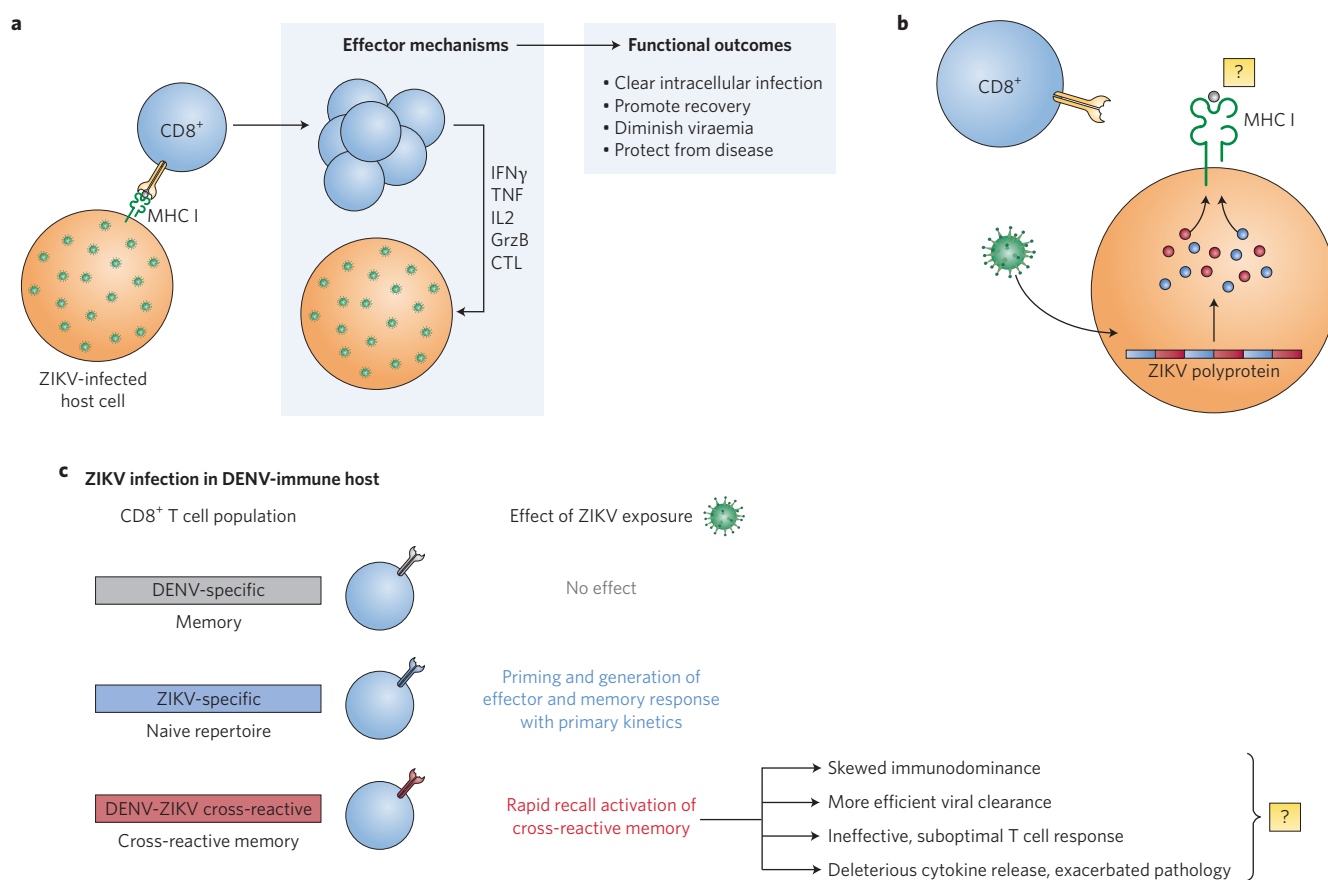 a
Effector mechanisms
Functional outcomes
• Clear intracellular infection
• Promote recovery
• Diminish viraemia
• Protect from disease
CD8⁺
MHC I
IFNγ
TNF
IL2
GrzB
CTL
ZIKV-infected
host cell
b
CD8⁺
?
MHC I
ZIKV polyprotein
c ZIKV infection in DENV-immune host
CD8⁺ T cell population
Effect of ZIKV exposure
DENV-specific
Memory
No effect
ZIKV-specific
Naive repertoire
Priming and generation of
effector and memory response
with primary kinetics
DENV-ZIKV cross-reactive
Cross-reactive memory
Rapid recall activation of
cross-reactive memory
Skewed immunodominance
More efficient viral clearance
Ineffective, suboptimal T cell response
Deleterious cytokine release, exacerbated pathology
?